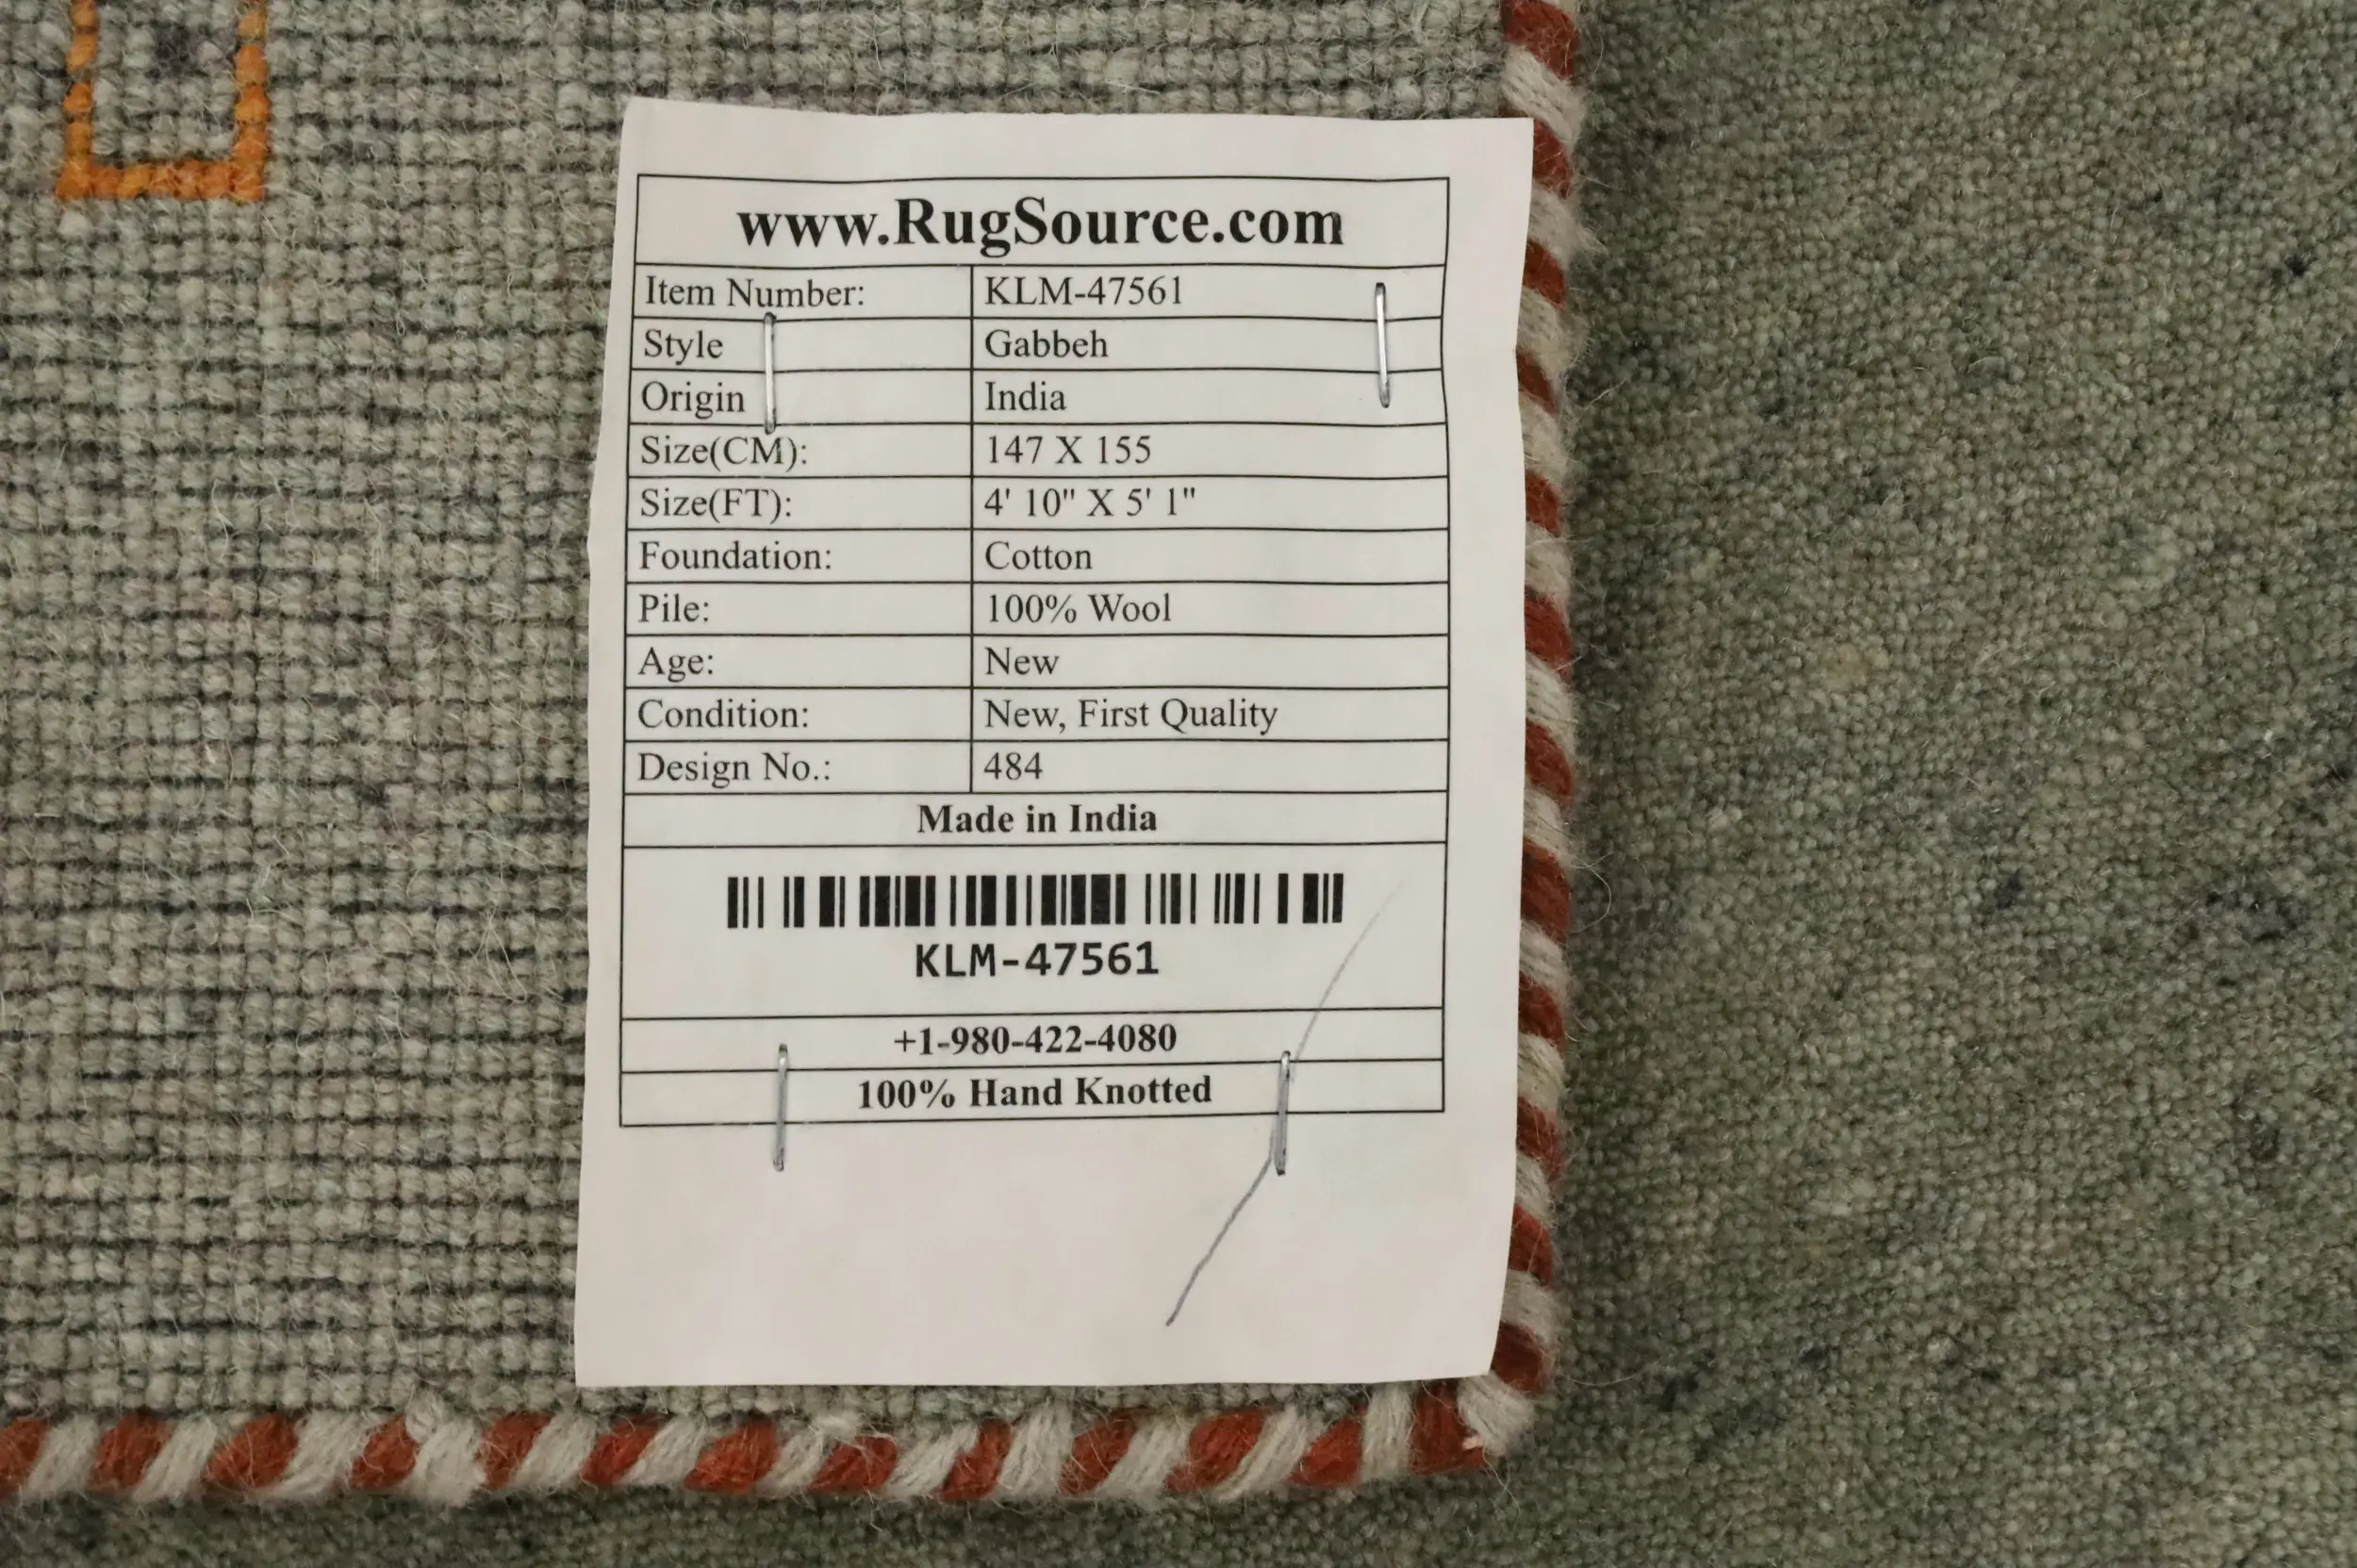 www.RugSource.com
Item Number: KLM-47561
Style Gabbeh
Origin India
Size(CM): 147 X 155
Size(FT): 4' 10" X 5' 1"
Foundation: Cotton
Pile: 100% Wool
Age: New
Condition: New, First Quality
Design No.: 484
Made in India
KLM-47561
+1-980-422-4080
100% Hand Knotted